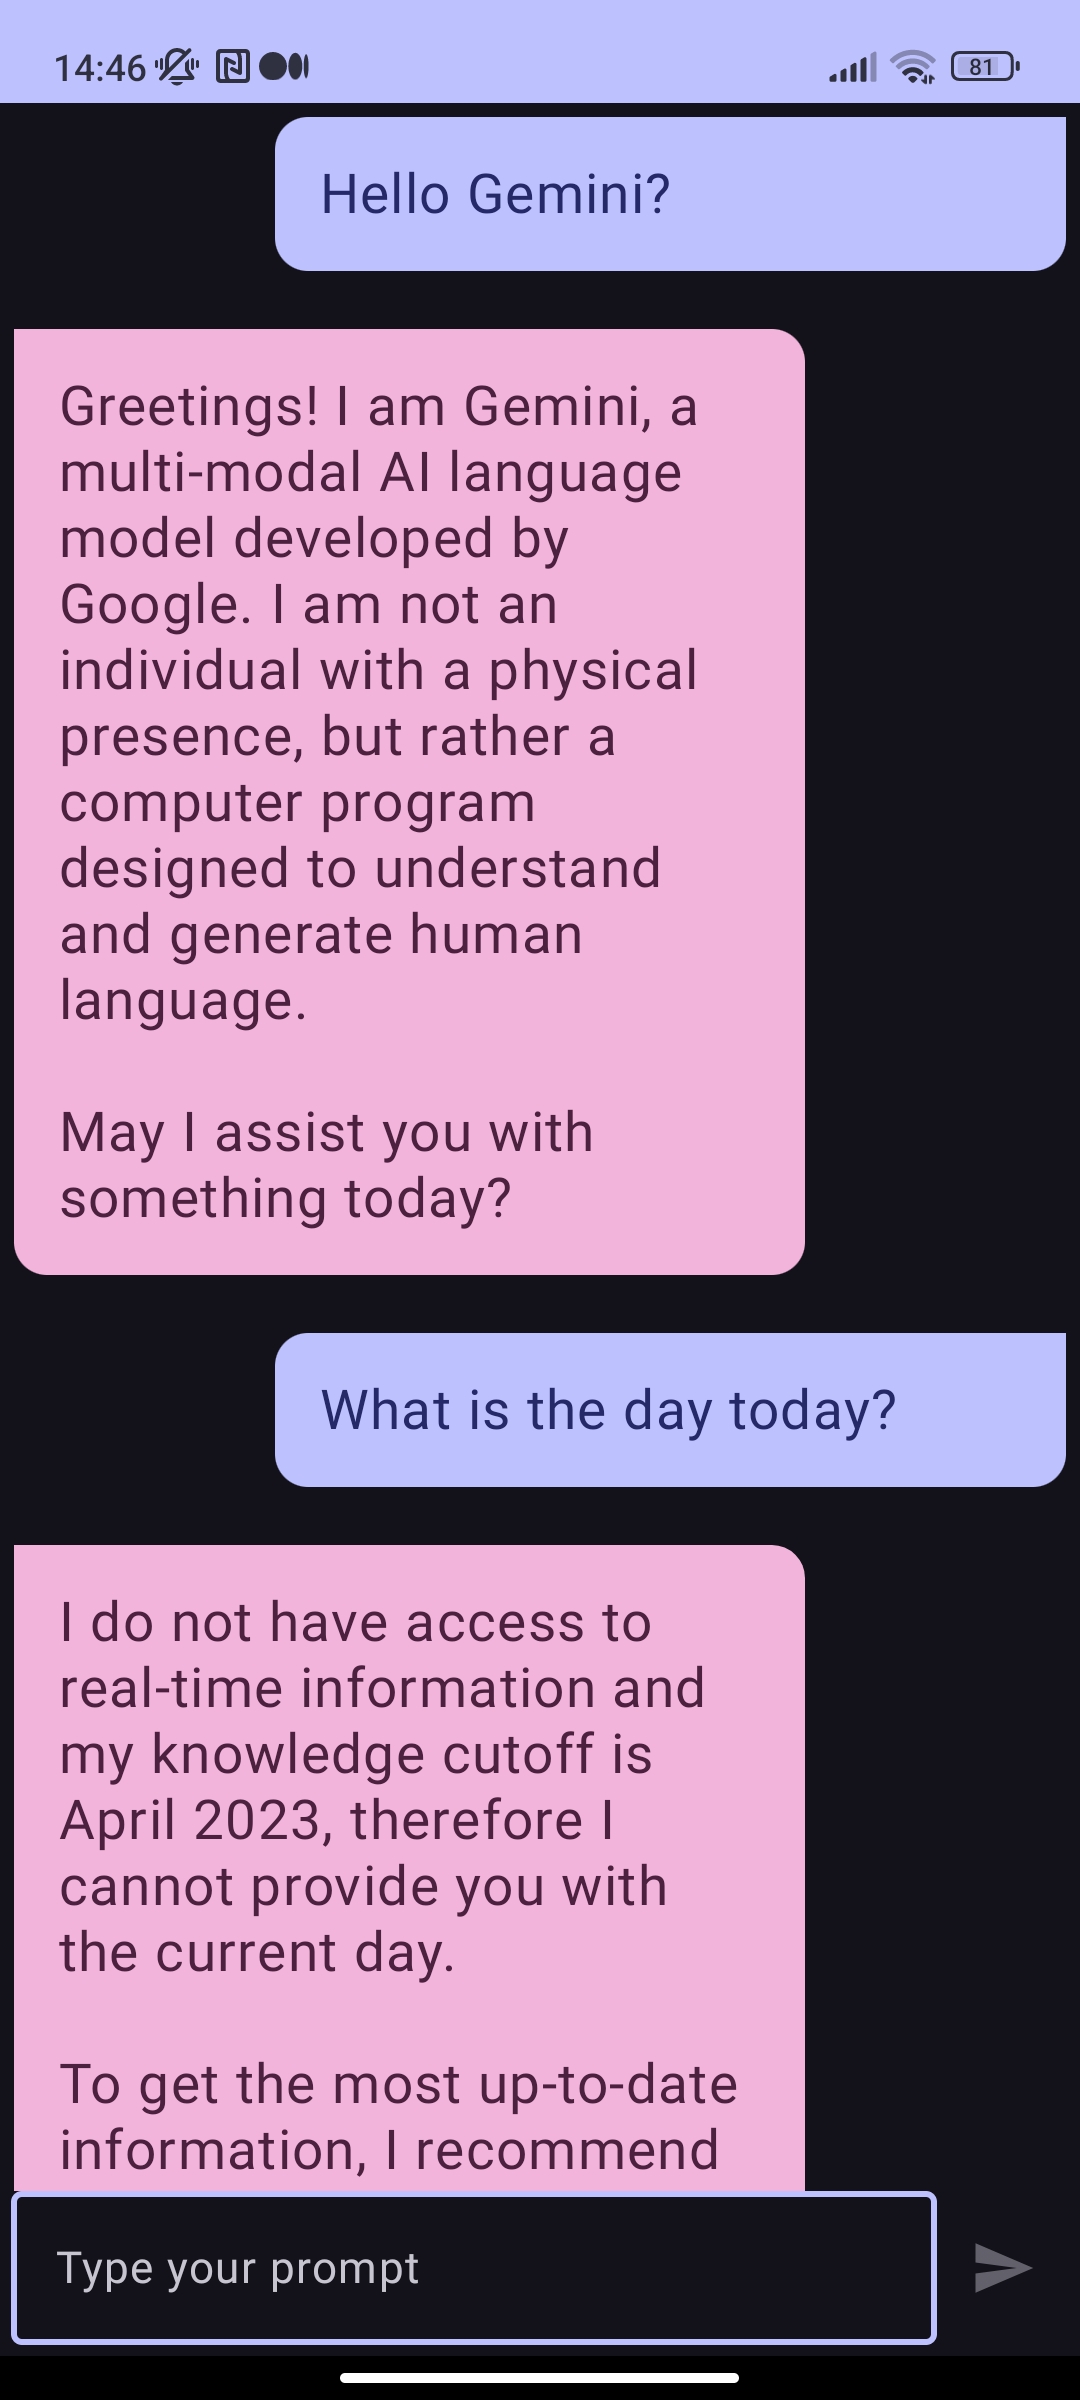 14:46
81
Hello Gemini?
Greetings! I am Gemini, a
multi-modal AI language
model developed by
Google. I am not an
individual with a physical
presence, but rather a
computer program
designed to understand
and generate human
language.
May I assist you with
something today?
What is the day today?
I do not have access to
real-time information and
my knowledge cutoff is
April 2023, therefore I
cannot provide you with
the current day.
To get the most up-to-date
information, I recommend
Type your prompt